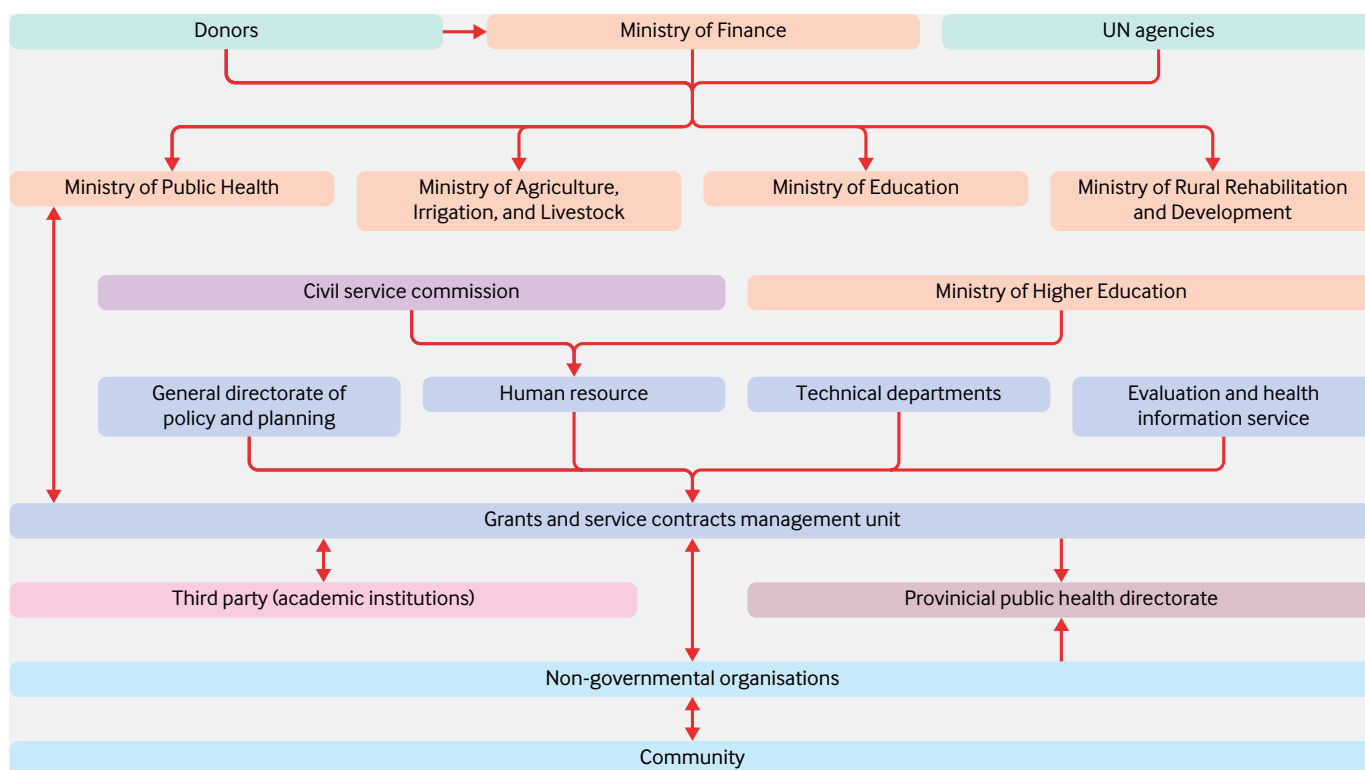 Donors
Ministry of Finance
UN agencies
Ministry of Public Health
Ministry of Agriculture,
Irrigation, and Livestock
Ministry of Education
Ministry of Rural Rehabilitation
and Development
Civil service commission
Ministry of Higher Education
General directorate of
policy and planning
Human resource
Technical departments
Evaluation and health
information service
Grants and service contracts management unit
Third party (academic institutions)
Provinicial public health directorate
Non-governmental organisations
Community